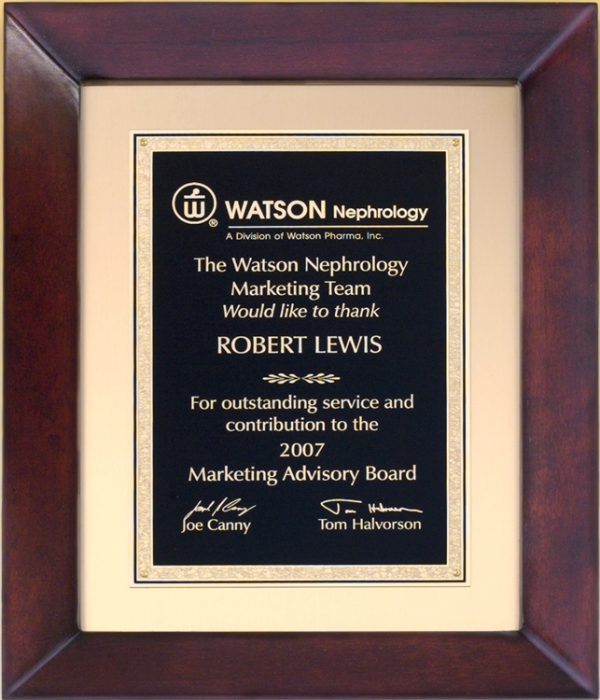 WATSON Nephrology
®
A Division of Watson Pharma, Inc.
The Watson Nephrology
Marketing Team
Would like to thank
ROBERT LEWIS
For outstanding service and
contribution to the
2007
Marketing Advisory Board
Joe Canny Tom Halvorson